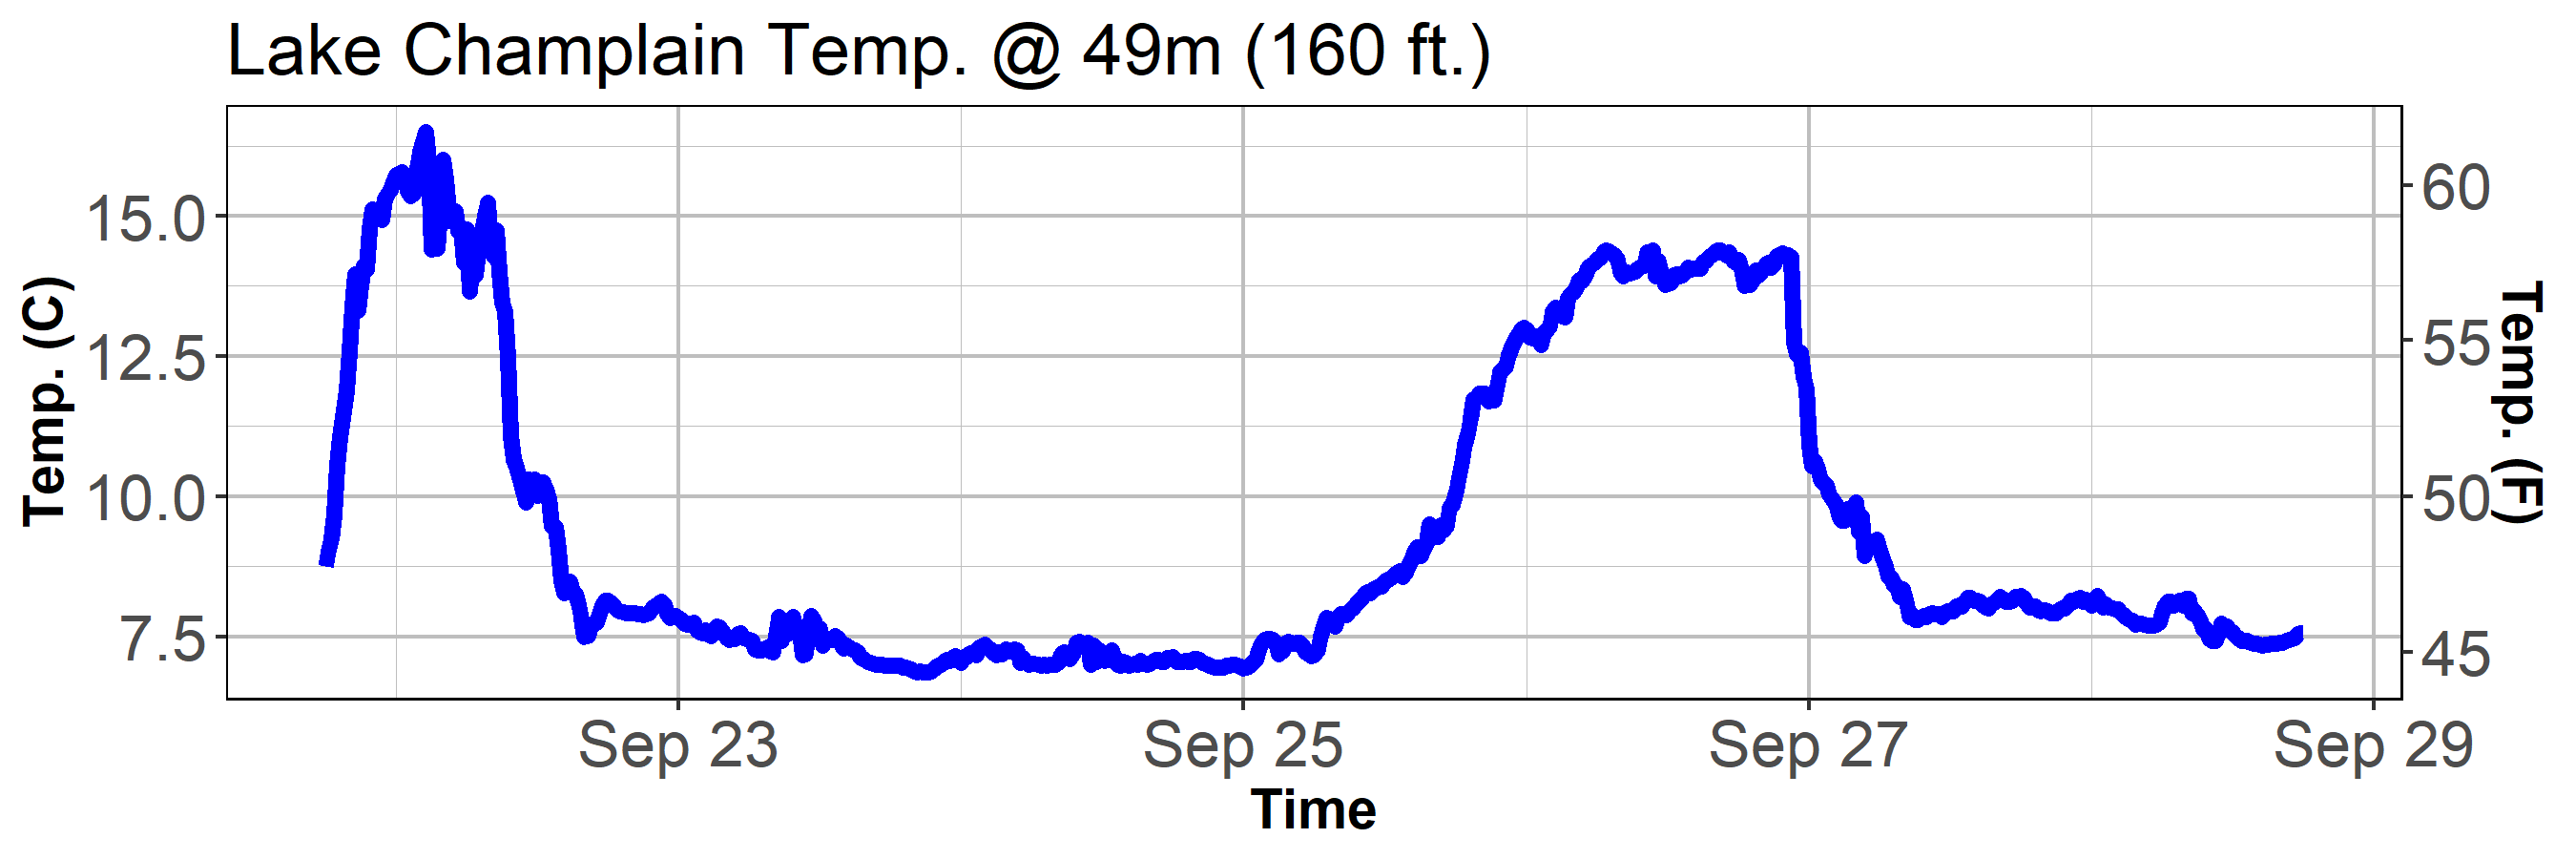 Lake Champlain Temp. @ 49m (160 ft.)
Temp. (C)
15.0
12.5
10.0
7.5
60
55
50
45
Temp. (F)
Sep 23 Sep 25 Sep 27 Sep 29
Time